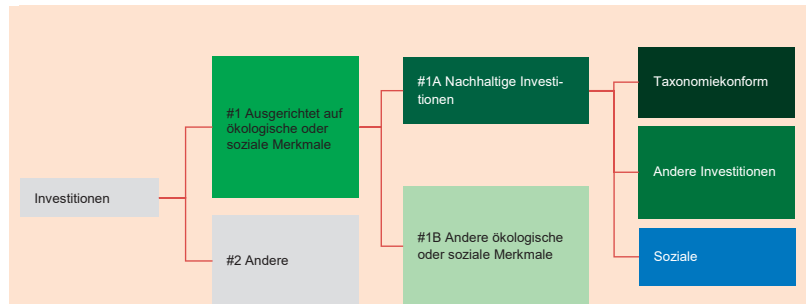 Investitionen
#1 Ausgerichtet auf
ökologische oder
soziale Merkmale
#2 Andere
#1A Nachhaltige Investi-
tionen
#1B Andere ökologische
oder soziale Merkmale
Taxonomiekonform
Andere Investitionen
Soziale